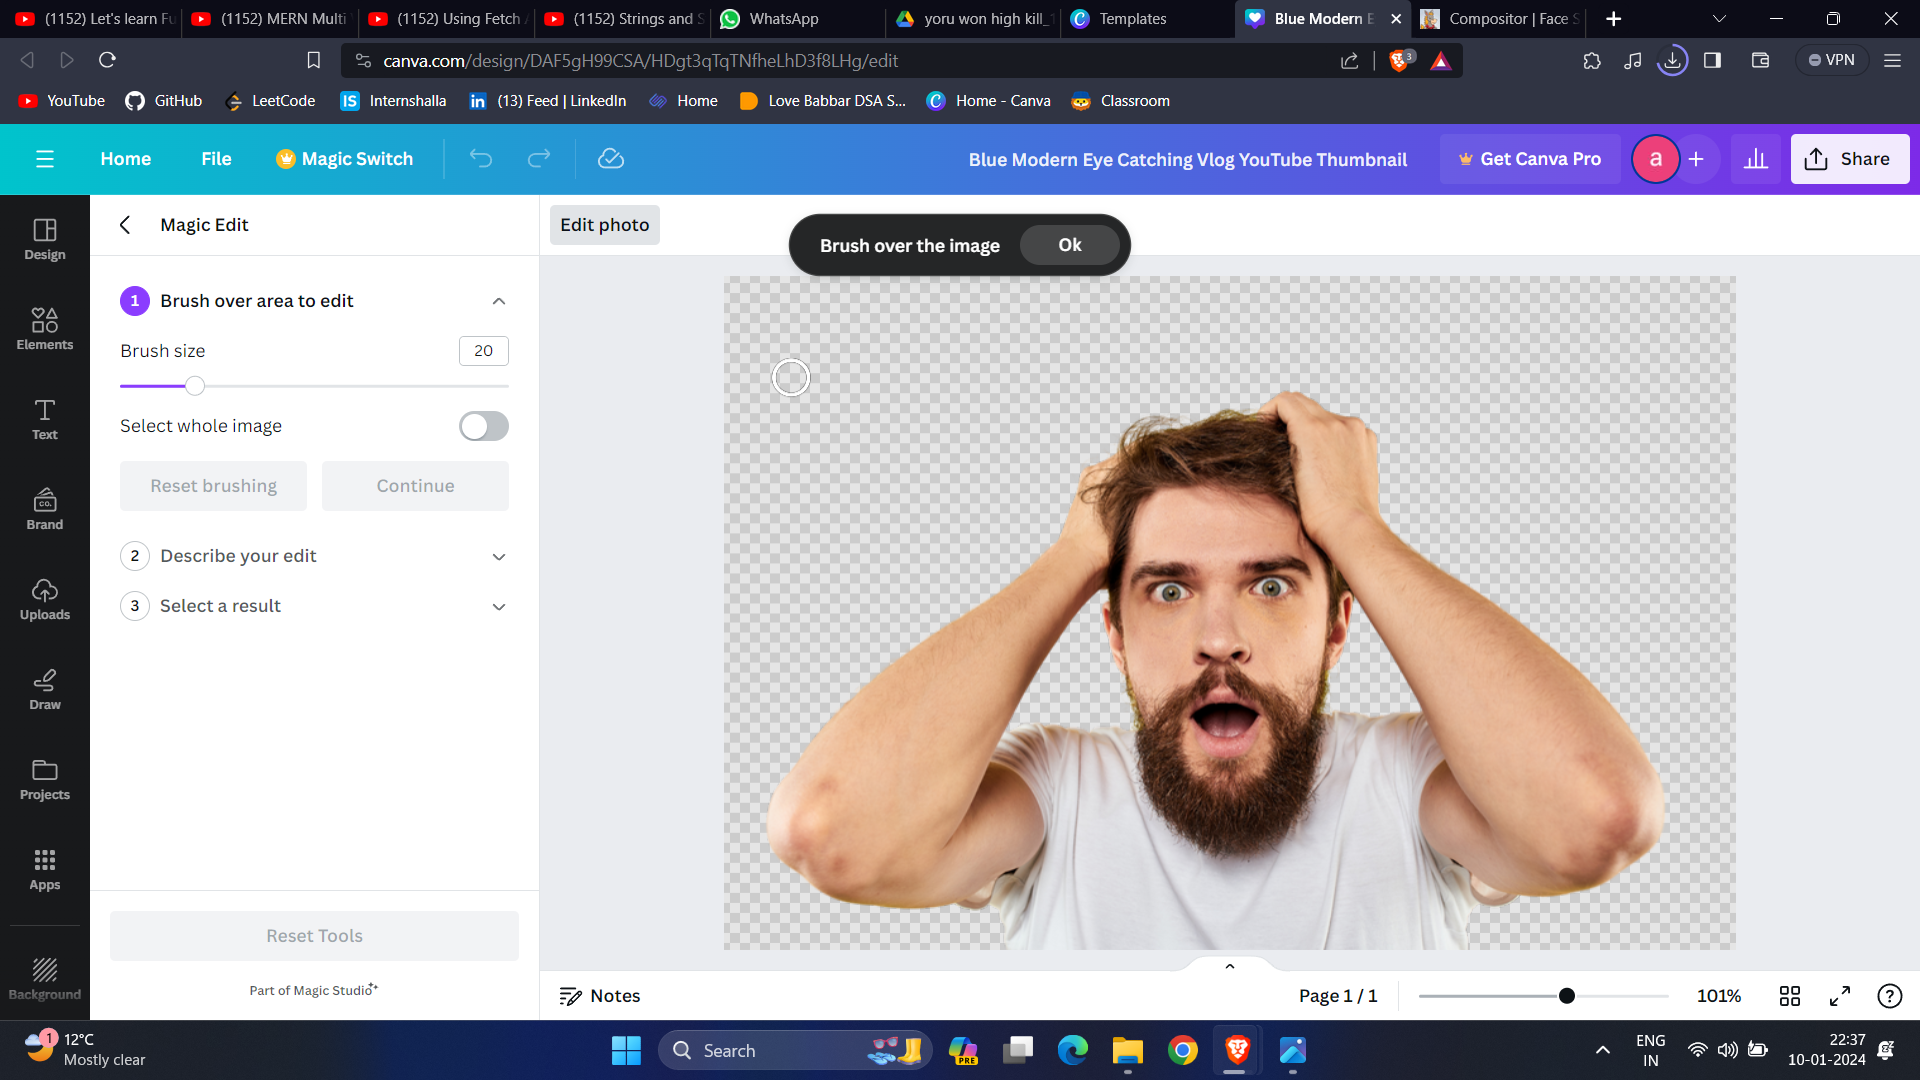 (1152) Let's learn Fu
(1152) MERN Multi
(1152) Using Fetch
(1152) Strings and S
WhatsApp
yoru won high kill_1
Templates
Blue Modern E
Compositor | Face S
canva.com/design/DAF5gH99CSA/HDgt3qTqTNfheLhD3f8LHg/edit
3
VPN
YouTube
GitHub
LeetCode
IS Internshalla
in (13) Feed | LinkedIn
Home
Love Babbar DSA S...
C Home - Canva
Classroom
Home
File
Magic Switch
Blue Modern Eye Catching Vlog YouTube Thumbnail
Get Canva Pro
a
Share
Design
Elements
Text
CO.
Brand
Uploads
Draw
Projects
Apps
Background
Magic Edit
1 Brush over area to edit
Brush size
20
Select whole image
Reset brushing
Continue
2 Describe your edit
3 Select a result
Reset Tools
Part of Magic Studio
Edit photo
Brush over the image
Ok
Notes
Page 1 / 1
101%
1
12°C
Mostly clear
Search
PRE
ENG
IN
22:37
10-01-2024